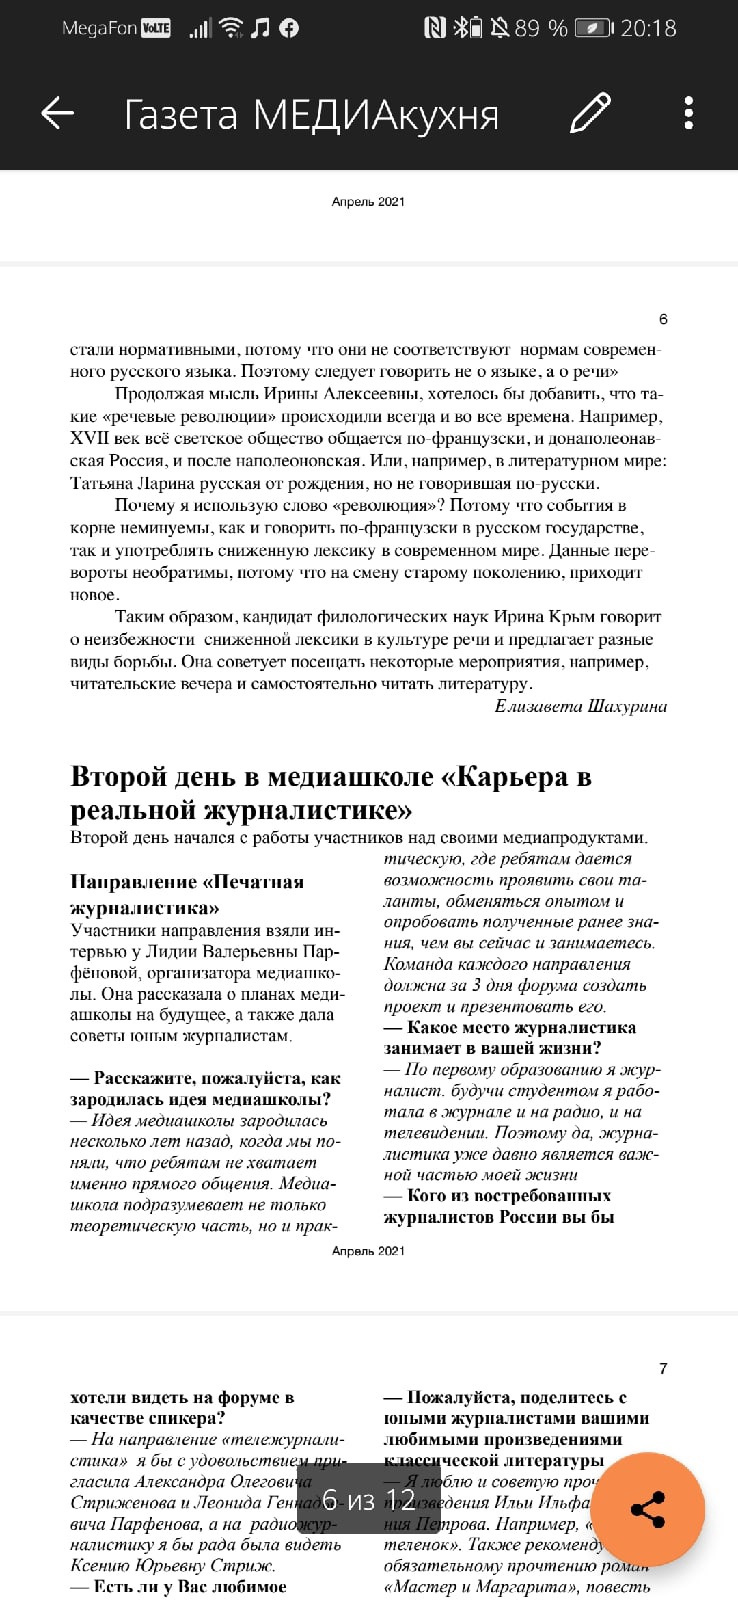 MegaFon VoLTE 89 % 20:18
Газета МЕДИАкухня
Апрель 2021
6
стали нормативными, потому что они не соответствуют нормам современ-
ного русского языка. Поэтому следует говорить не о языке, а о речи»
Продолжая мысль Ирины Алексеевны, хотелось бы добавить, что та-
кие «речевые революции» происходили всегда и во все времена. Например,
XVII век всё светское общество общается по-французски, и донаполеонав-
ская Россия, и после наполеоновская. Или, например, в литературном мире:
Татьяна Ларина русская от рождения, но не говорившая по-русски.
Почему я использую слово «революция»? Потому что события в
корне неминуемы, как и говорить по-французски в русском государстве,
так и употреблять сниженную лексику в современном мире. Данные пере-
вороты необратимы, потому что на смену старому поколению, приходит
новое.
Таким образом, кандидат филологических наук Ирина Крым говорит
о неизбежности сниженной лексики в культуре речи и предлагает разные
виды борьбы. Она советует посещать некоторые мероприятия, например,
читательские вечера и самостоятельно читать литературу.
Елизавета Шахурина
Второй день в медиашколе «Карьера в
реальной журналистике»
Второй день начался с работы участников над своими медиапродуктами.
Направление «Печатная
журналистика»
Участники направления взяли ин-
тервью у Лидии Валерьевны Пар-
фёновой, организатора медиашко-
лы. Она рассказала о планах меди-
ашколы на будущее, а также дала
советы юным журналистам.
— Расскажите, пожалуйста, как
зародилась идея медиашколы?
— Идея медиашколы зародилась
несколько лет назад, когда мы по-
няли, что ребятам не хватает
именно прямого общения. Медиа-
школа подразумевает не только
теоретическую часть, но и прак-
тическую, где ребятам дается
возможность проявить свои та-
ланты, обменяться опытом и
опробовать полученные ранее зна-
ния, чем вы сейчас и занимаетесь.
Команда каждого направления
должна за 3 дня форума создать
проект и презентовать его.
— Какое место журналистика
занимает в вашей жизни?
— По первому образованию я жур-
налист. будучи студентом я рабо-
тала в журнале и на радио, и на
телевидении. Поэтому да, журна-
листика уже давно является важ-
ной частью моей жизни
— Кого из востребованных
журналистов России вы бы
Апрель 2021
7
хотели видеть на форуме в
качестве спикера?
— На направление «тележурнали-
стика» я бы с удовольствием при-
гласила Александра Олеговича
Стриженова и Леонида Геннадье-
вича Парфенова, а на радиожур-
налистику я бы рада была видеть
Ксению Юрьевну Стриж.
— Есть ли у Вас любимое
— Пожалуйста, поделитесь с
юными журналистами вашими
любимыми произведениями
классической литературы
— Я люблю и советую
произведения Ильи Ильфа
Петрова. Например,
теленок». Также
обязательному прочтению роман
«Мастер и Маргарита», повесть
6 из 12